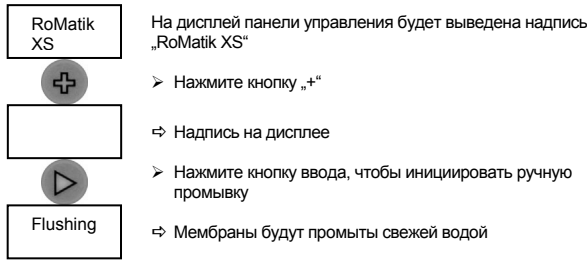 RoMatik
XS
На дисплей панели управления будет выведена надпись
„RoMatik XS“
➢ Нажмите кнопку „+“
⇨ Надпись на дисплее
➢ Нажмите кнопку ввода, чтобы инициировать ручную
промывку
Flushing
⇨ Мембраны будут промыты свежей водой